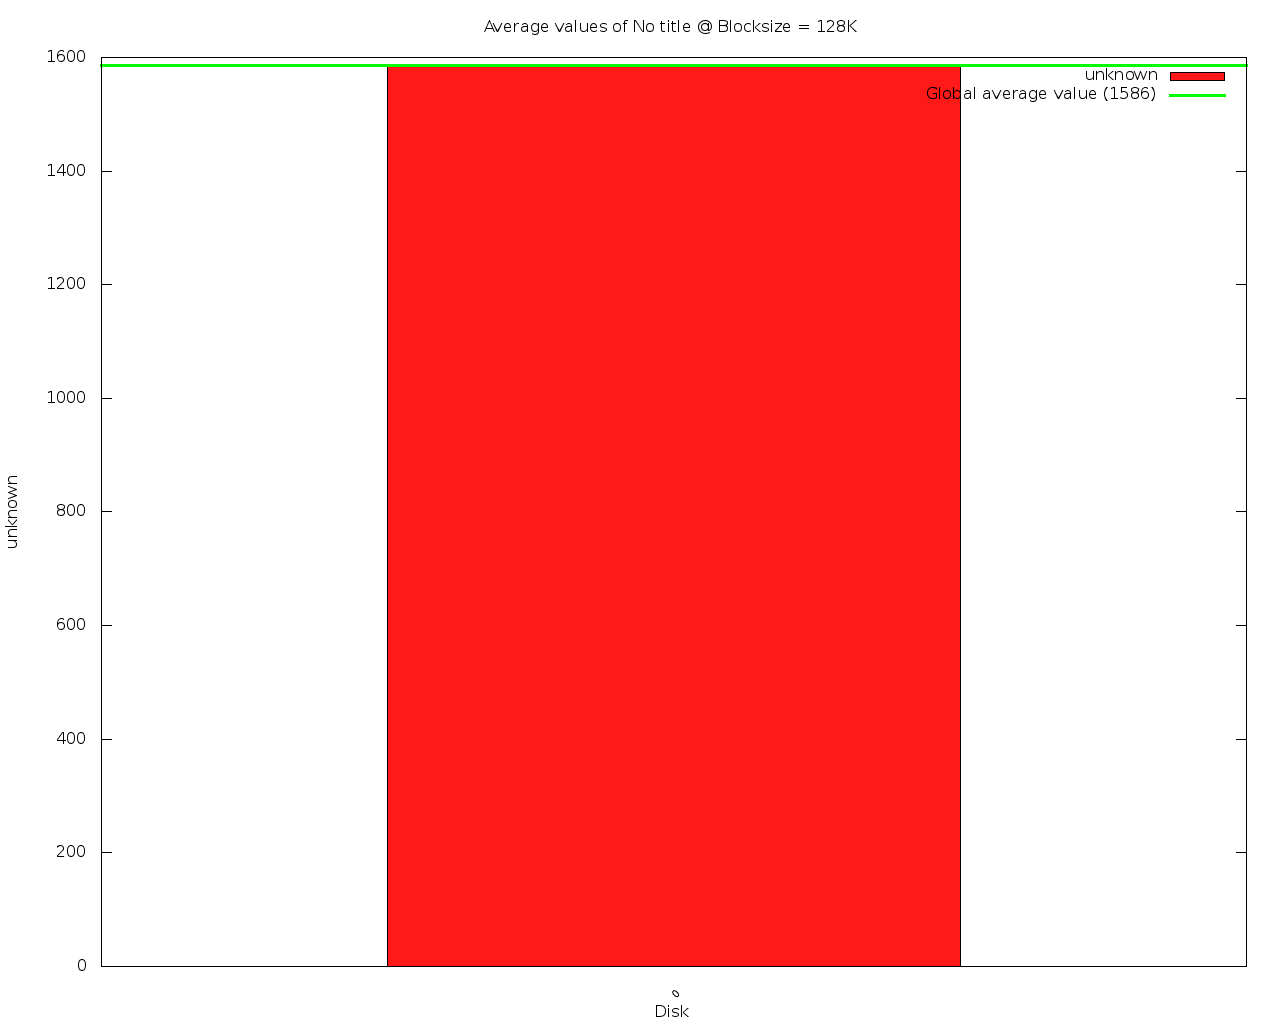 Average values of No title @ Blocksize = 128K
1600
unknown
Global average value (1586)
1400
1200
1000
800
unknown
600
400
200
0
0
Disk